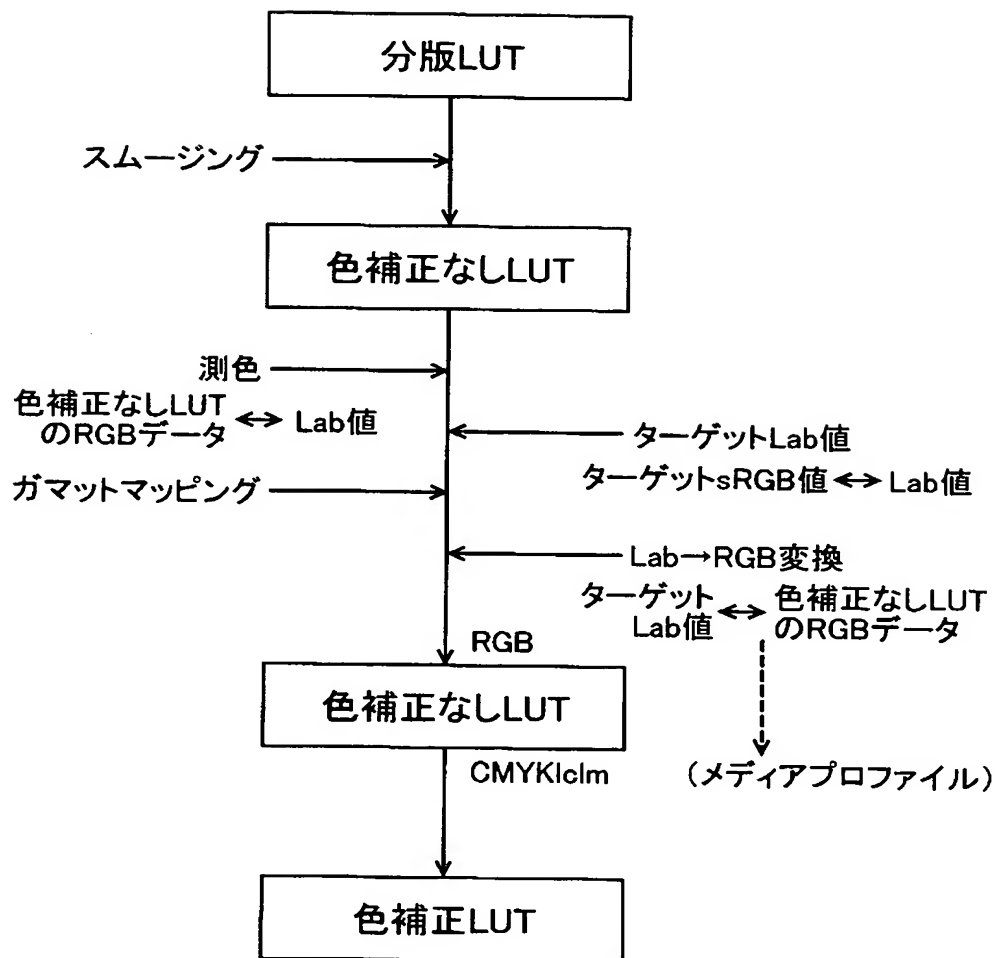 分版LUT
スムージング
色補正なしLUT
測色
色補正なしLUT
のRGBデータ
↔ Lab値
ターゲットLab値
ターゲットsRGB値 ↔ Lab値
ガマットマッピング
Lab→RGB変換
ターゲット
Lab値
↔
色補正なしLUT
のRGBデータ
RGB
色補正なしLUT
CMYKlclm
(メディアプロファイル)
色補正LUT